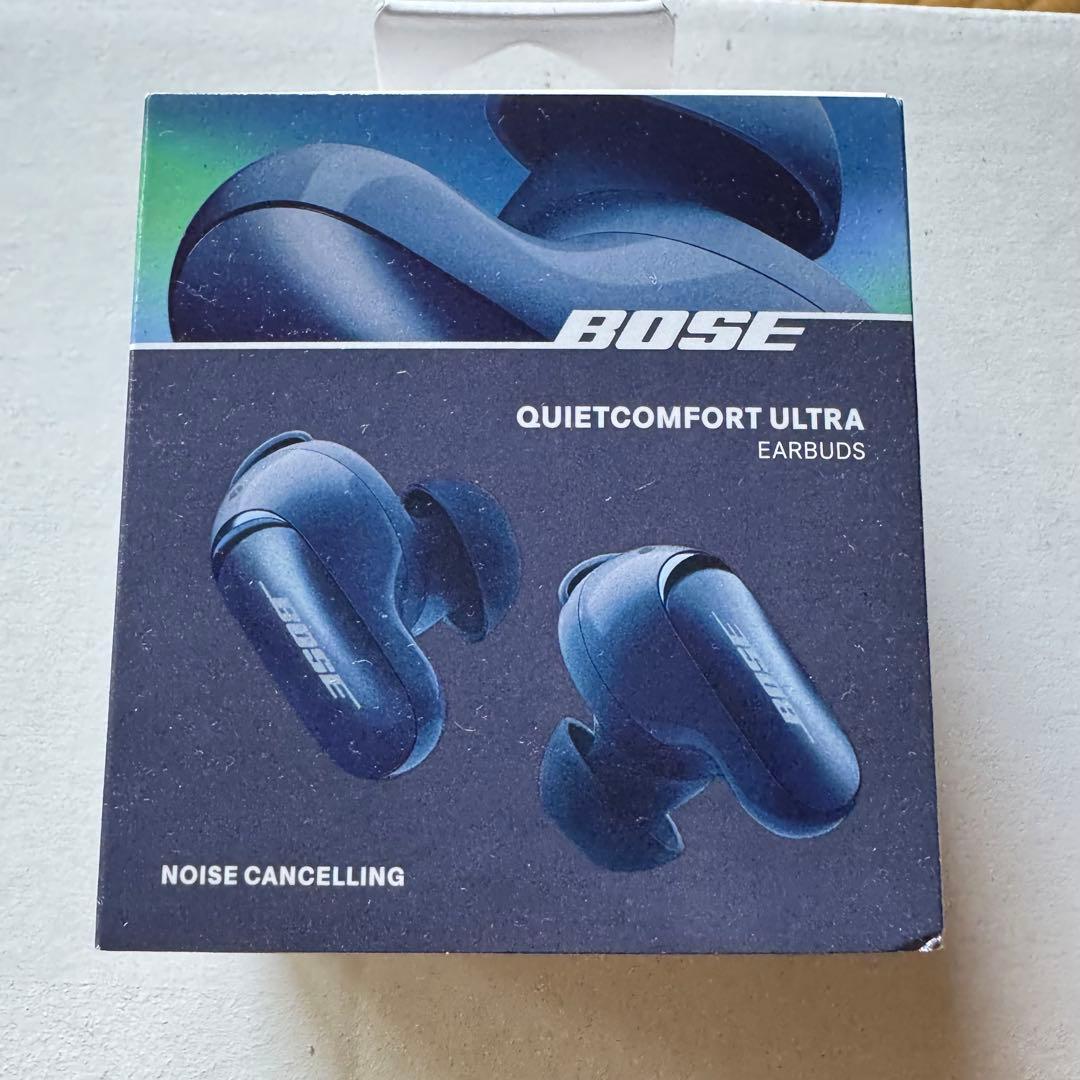 BOSE
QUIETCOMFORT ULTRA
EARBUDS
BOSE
BOSE
NOISE CANCELLING